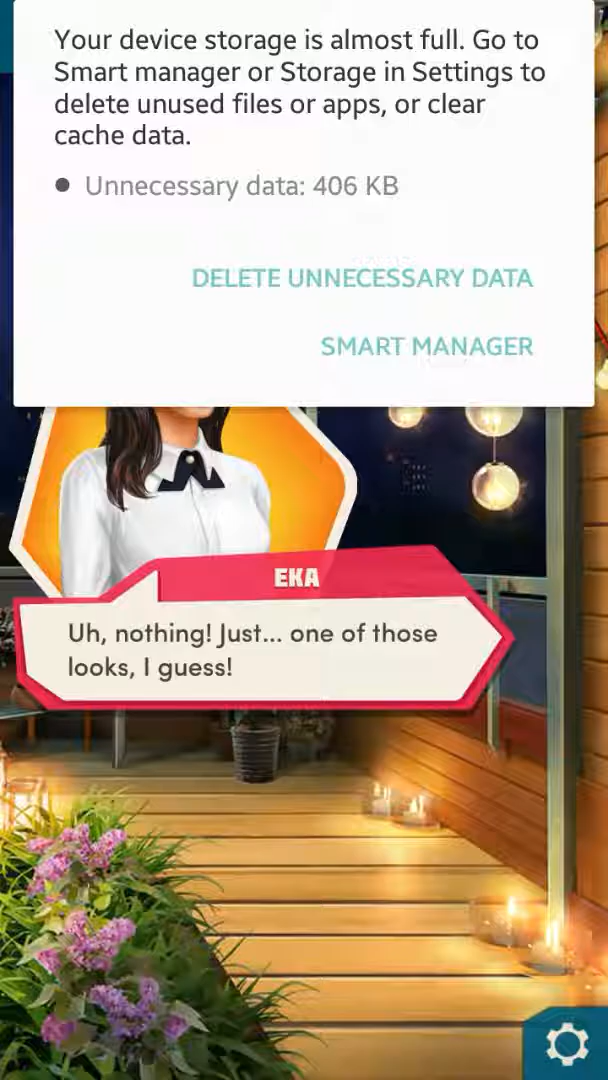 Your device storage is almost full. Go to
Smart manager or Storage in Settings to
delete unused files or apps, or clear
cache data.
● Unnecessary data: 406 KB
DELETE UNNECESSARY DATA
SMART MANAGER
EKA
Uh, nothing! Just... one of those
looks, I guess!